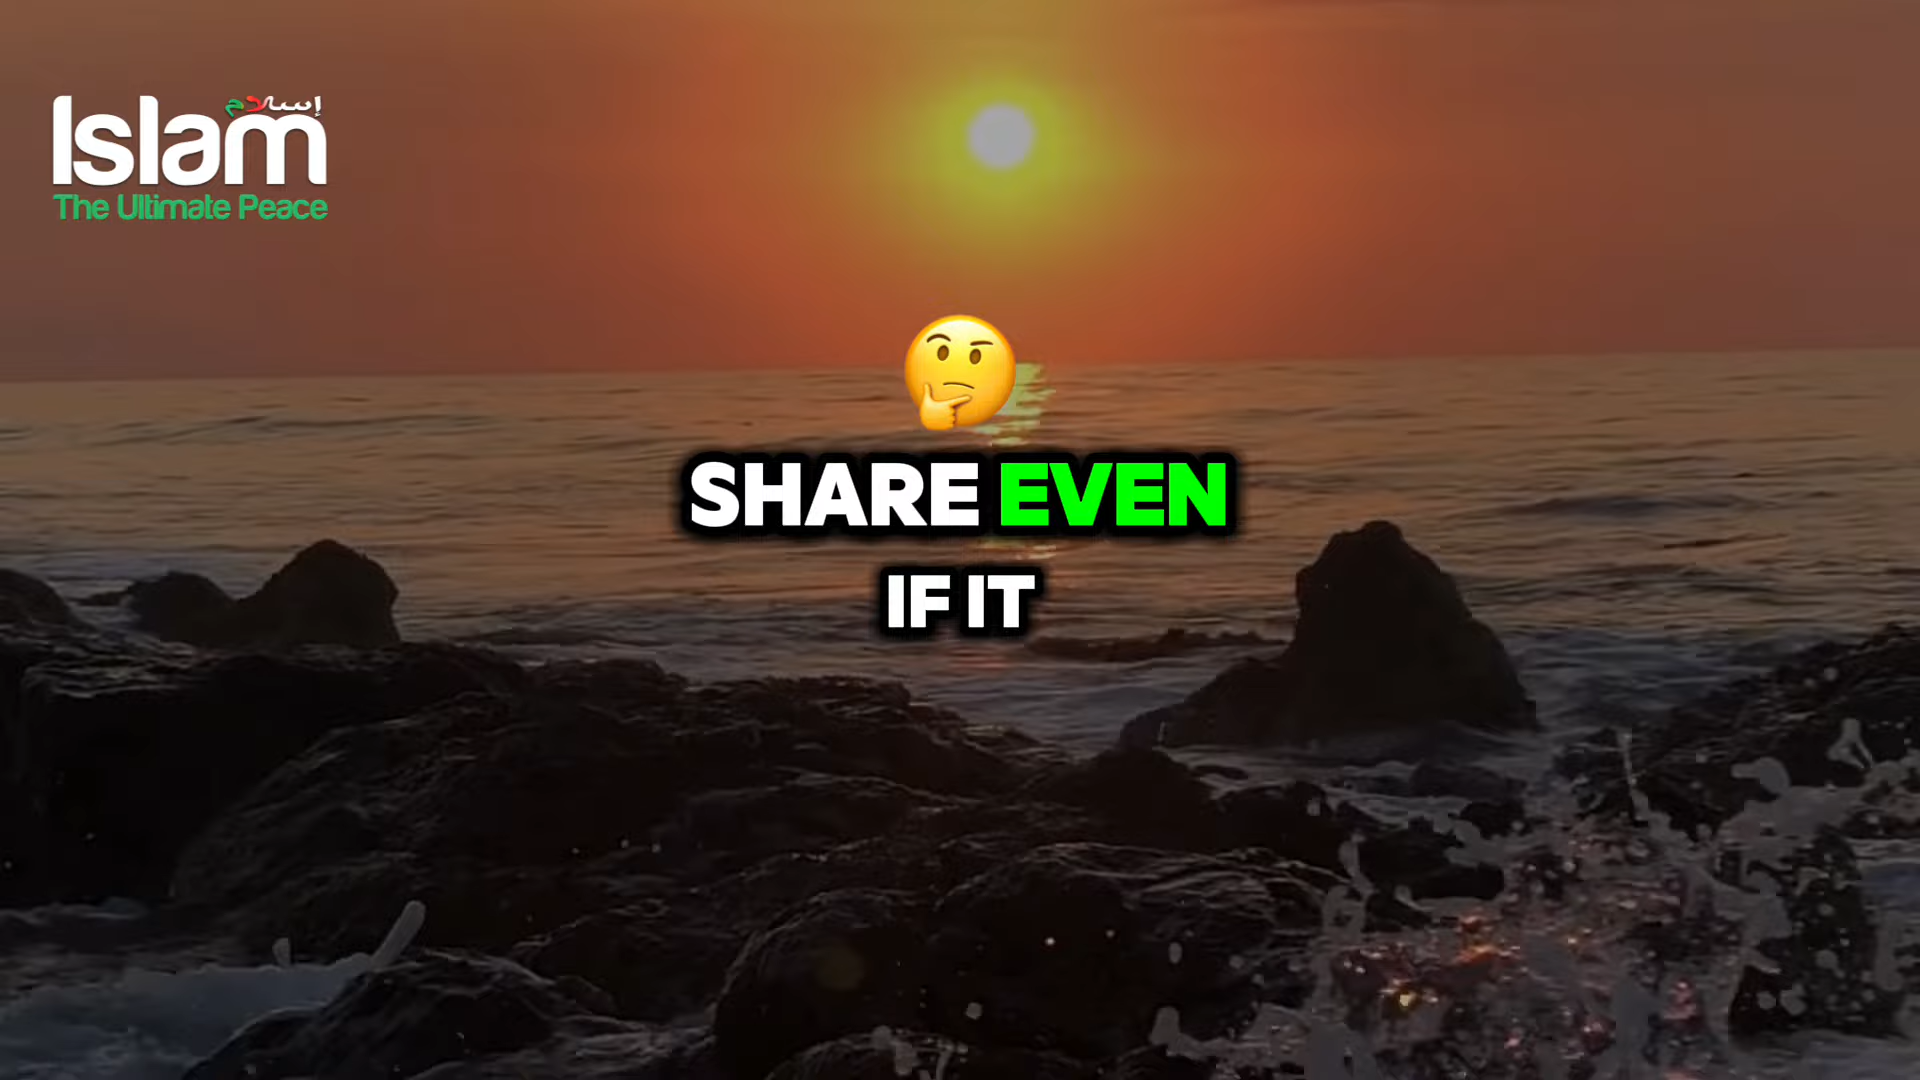 إسلام
Islam
The Ultimate Peace
SHARE EVEN
IF IT